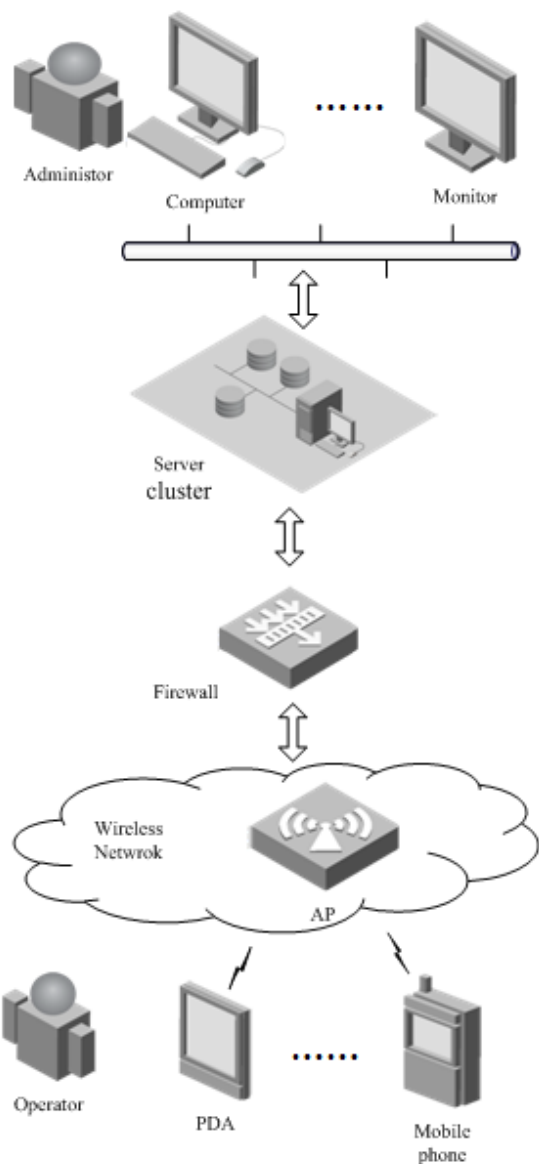 Administor
Computer
Monitor
Server
cluster
Firewall
Wireless
Netwrok
AP
Operator
PDA
Mobile
phone